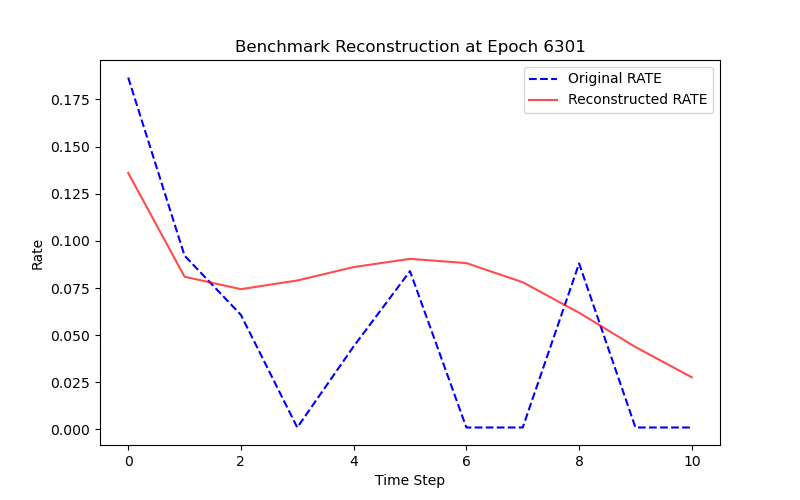 Benchmark Reconstruction at Epoch 6301
Original RATE
Reconstructed RATE
Rate
0.175
0.150
0.125
0.100
0.075
0.050
0.025
0.000
0 2 4 6 8 10
Time Step